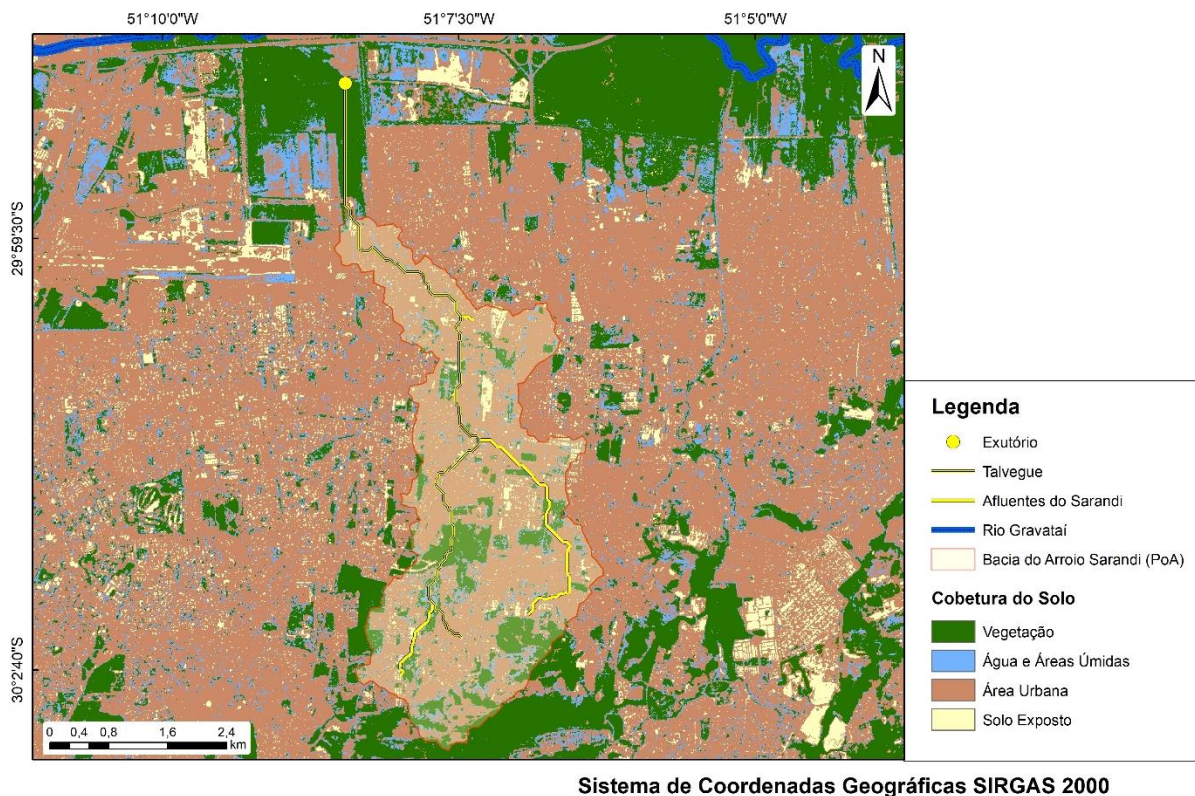 51°10'0"W
51°7'30"W
51°5'0"W
N
29°59'30"S
30°2'40"S
0 0,4 0,8 1,6 2,4
km
Legenda
Exutório
Talvegue
Afluentes do Sarandi
Rio Gravataí
Bacia do Arroio Sarandi (PoA)
Cobetura do Solo
Vegetação
Água e Áreas Úmidas
Área Urbana
Solo Exposto
Sistema de Coordenadas Geográficas SIRGAS 2000